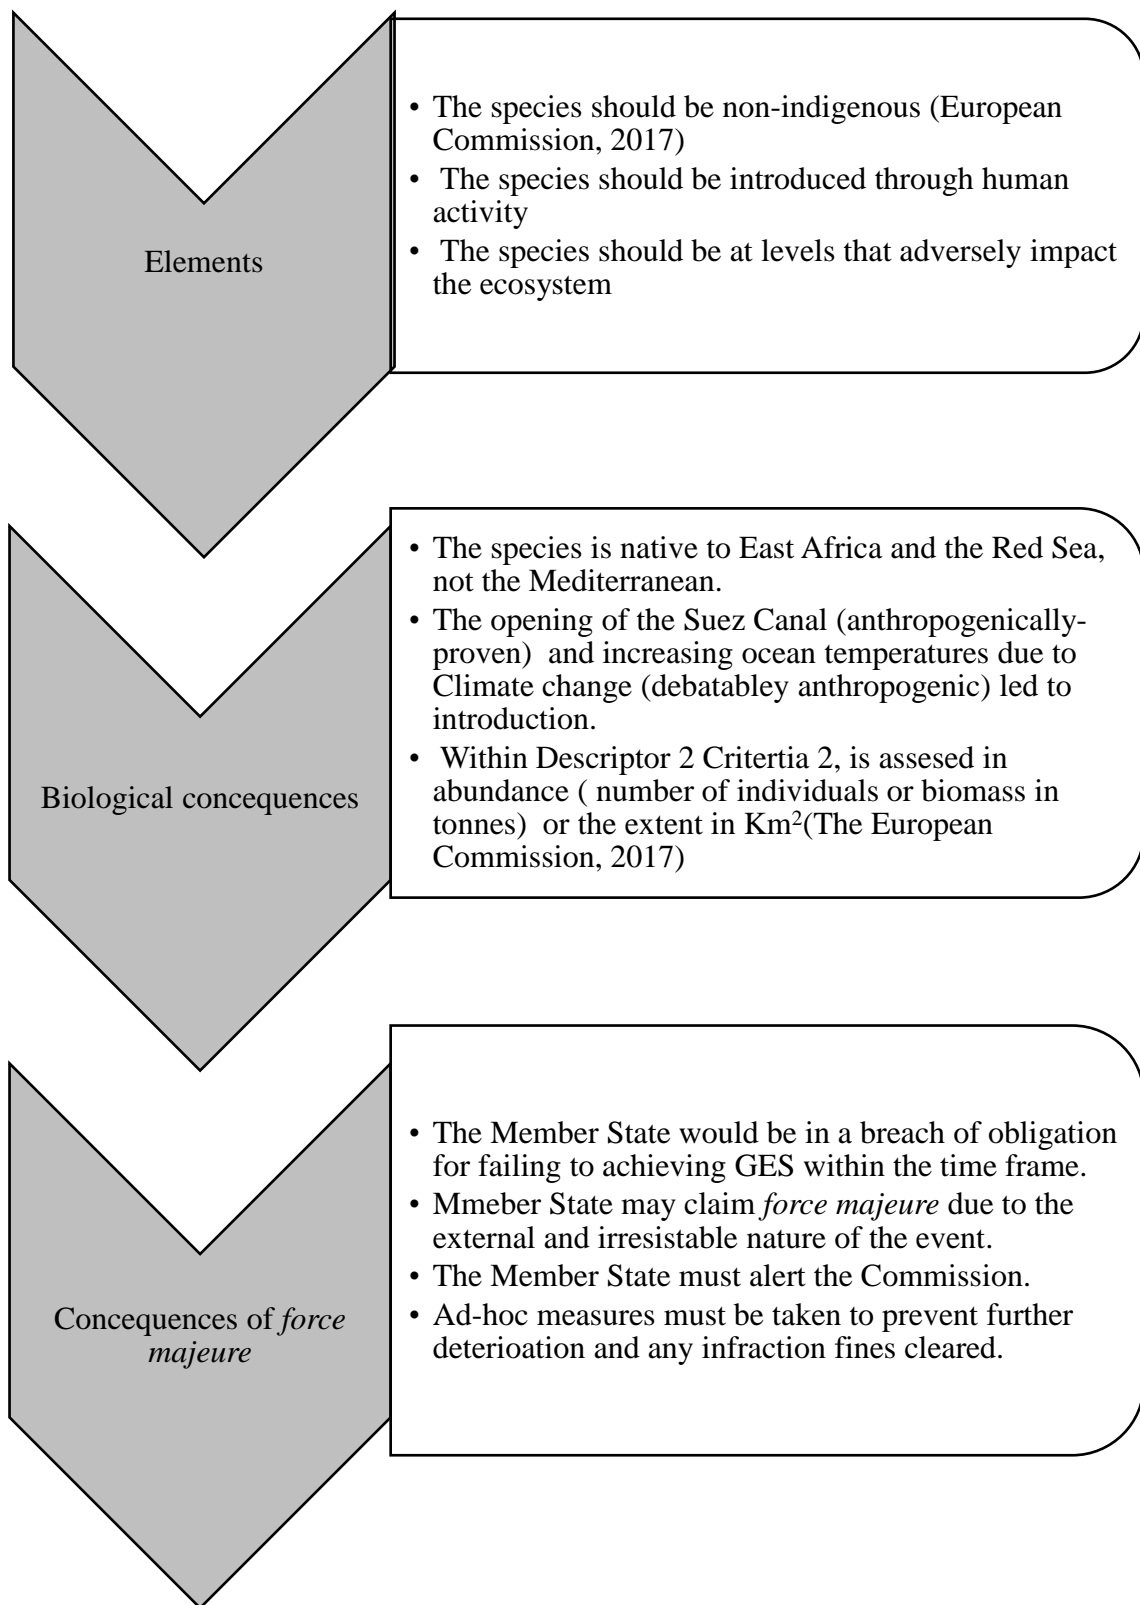 Elements
• The species should be non-indigenous (European
Commission, 2017)
• The species should be introduced through human
activity
• The species should be at levels that adversely impact
the ecosystem
Biological concequences
• The species is native to East Africa and the Red Sea,
not the Mediterranean.
• The opening of the Suez Canal (anthropogenically-
proven) and increasing ocean temperatures due to
Climate change (debatabley anthropogenic) led to
introduction.
• Within Descriptor 2 Critertia 2, is assesed in
abundance ( number of individuals or biomass in
tonnes) or the extent in Km²(The European
Commission, 2017)
Concequences of force
majeure
• The Member State would be in a breach of obligation
for failing to achieving GES within the time frame.
• Mmeber State may claim force majeure due to the
external and irresistable nature of the event.
• The Member State must alert the Commission.
• Ad-hoc measures must be taken to prevent further
deterioation and any infraction fines cleared.